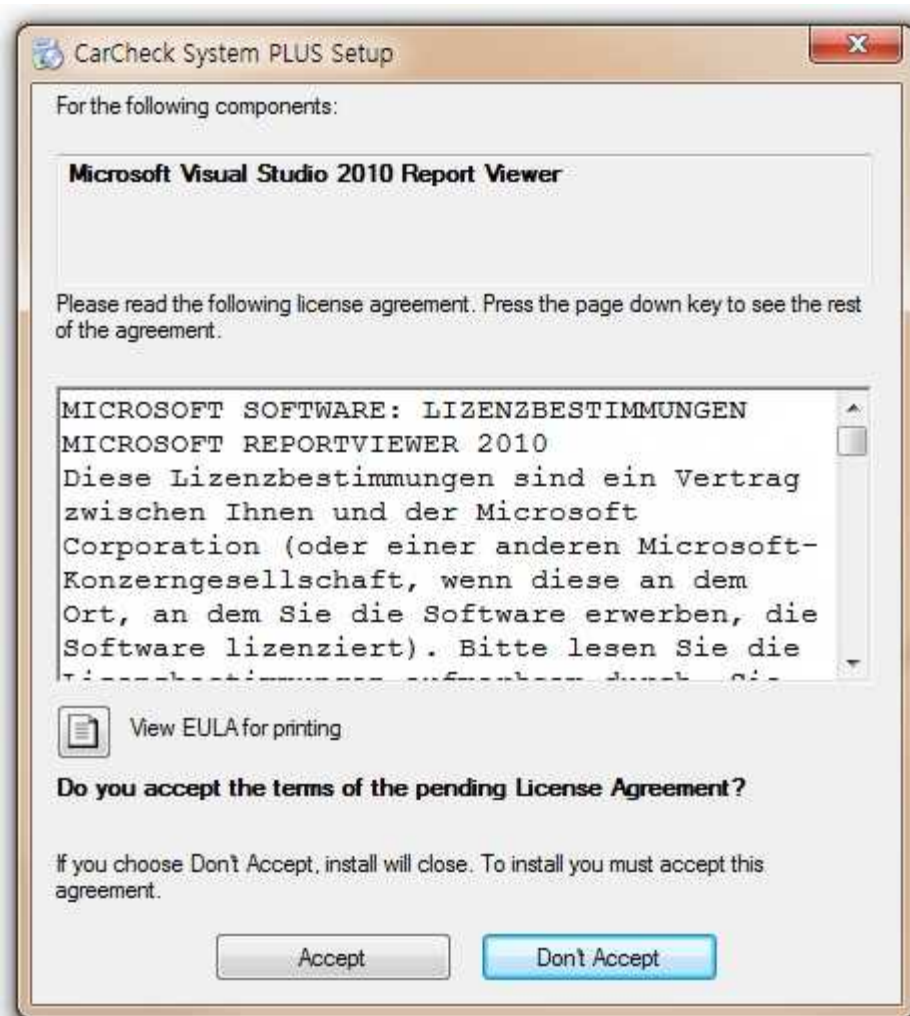 CarCheck System PLUS Setup
For the following components:
Microsoft Visual Studio 2010 Report Viewer
Please read the following license agreement. Press the page down key to see the rest
of the agreement.
MICROSOFT SOFTWARE: LIZENZBESTIMMUNGEN
MICROSOFT REPORTVIEWER 2010
Diese Lizenzbestimmungen sind ein Vertrag
zwischen Ihnen und der Microsoft
Corporation (oder einer anderen Microsoft-
Konzerngesellschaft, wenn diese an dem
Ort, an dem Sie die Software erwerben, die
Software lizenziert). Bitte lesen Sie die
View EULA for printing
Do you accept the terms of the pending License Agreement?
If you choose Don't Accept, install will close. To install you must accept this
agreement.
Accept
Don't Accept